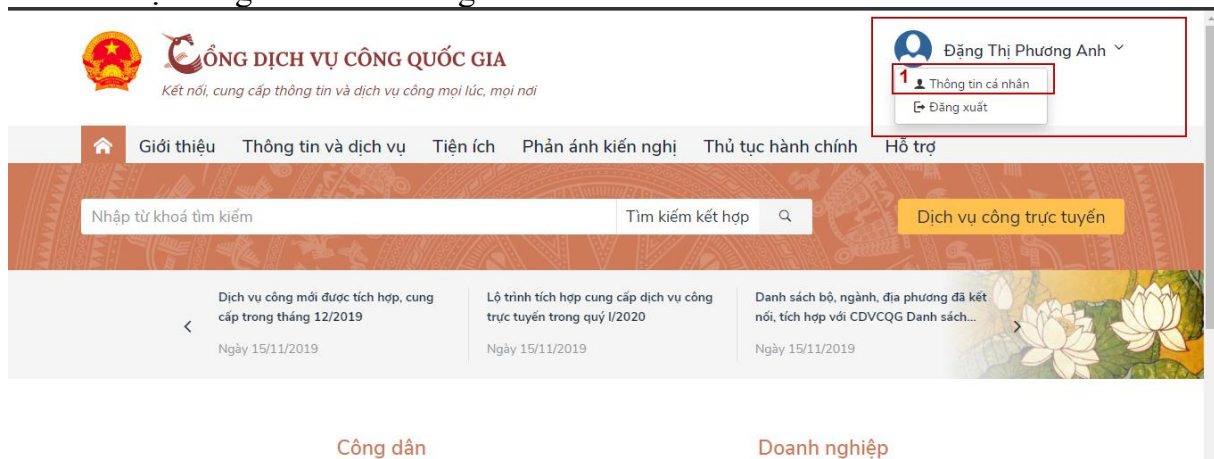 CỔNG DỊCH VỤ CÔNG QUỐC GIA
Kết nối, cung cấp thông tin và dịch vụ công mọi lúc, mọi nơi
Đặng Thị Phương Anh
1 Thông tin cá nhân
Đăng xuất
Giới thiệu Thông tin và dịch vụ Tiện ích Phản ánh kiến nghị Thủ tục hành chính Hỗ trợ
Nhập từ khoá tìm kiếm Tìm kiếm kết hợp Dịch vụ công trực tuyến
Dịch vụ công mới được tích hợp, cung
cấp trong tháng 12/2019
Ngày 15/11/2019
Lộ trình tích hợp cung cấp dịch vụ công
trực tuyến trong quý I/2020
Ngày 15/11/2019
Danh sách bộ, ngành, địa phương đã kết
nối, tích hợp với CDVCQG Danh sách...
Ngày 15/11/2019
Công dân Doanh nghiệp